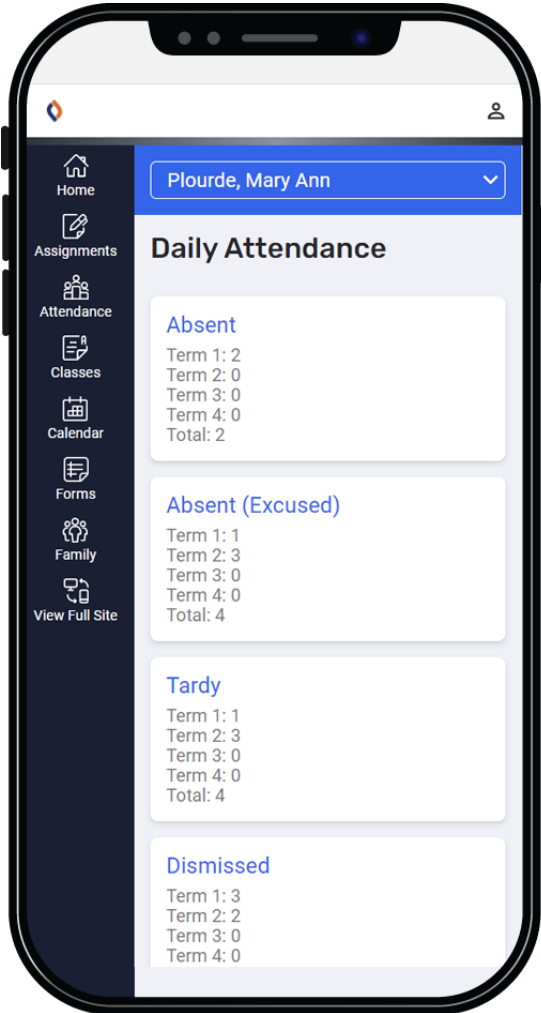 Plourde, Mary Ann
Home
Assignments
Attendance
Classes
Calendar
Forms
Family
View Full Site
Daily Attendance
Absent
Term 1: 2
Term 2: 0
Term 3: 0
Term 4: 0
Total: 2
Absent (Excused)
Term 1: 1
Term 2: 3
Term 3: 0
Term 4: 0
Total: 4
Tardy
Term 1: 1
Term 2: 3
Term 3: 0
Term 4: 0
Total: 4
Dismissed
Term 1: 3
Term 2: 2
Term 3: 0
Term 4: 0